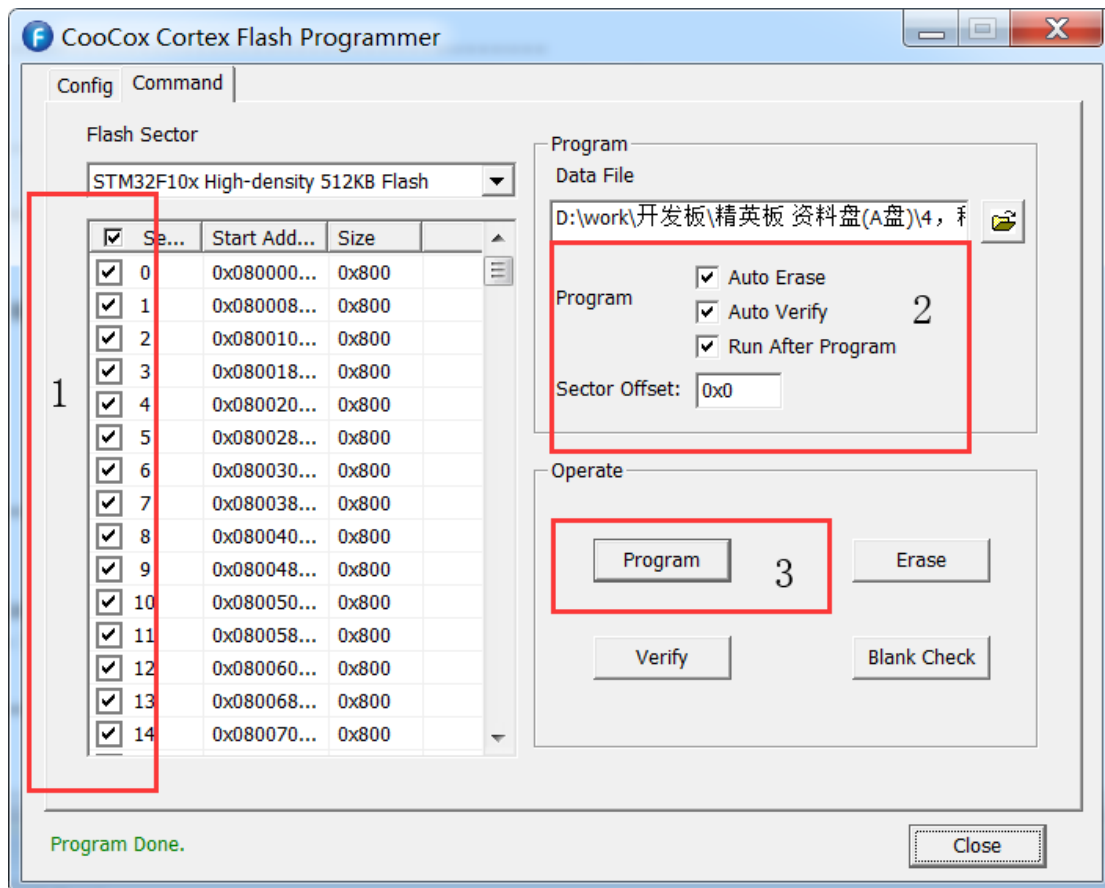 CooCox Cortex Flash Programmer
Config Command
Flash Sector
STM32F10x High-density 512KB Flash
Se... Start Add... Size
0 0x080000... 0x800
1 0x080008... 0x800
2 0x080010... 0x800
3 0x080018... 0x800
4 0x080020... 0x800
5 0x080028... 0x800
6 0x080030... 0x800
7 0x080038... 0x800
8 0x080040... 0x800
9 0x080048... 0x800
10 0x080050... 0x800
11 0x080058... 0x800
12 0x080060... 0x800
13 0x080068... 0x800
14 0x080070... 0x800
1
Program
Data File
D:\work\开发板\精英板 资料盘(A盘)\4，
Program
Auto Erase
Auto Verify
Run After Program
2
Sector Offset: 0x0
Operate
Program
3
Erase
Verify
Blank Check
Program Done.
Close